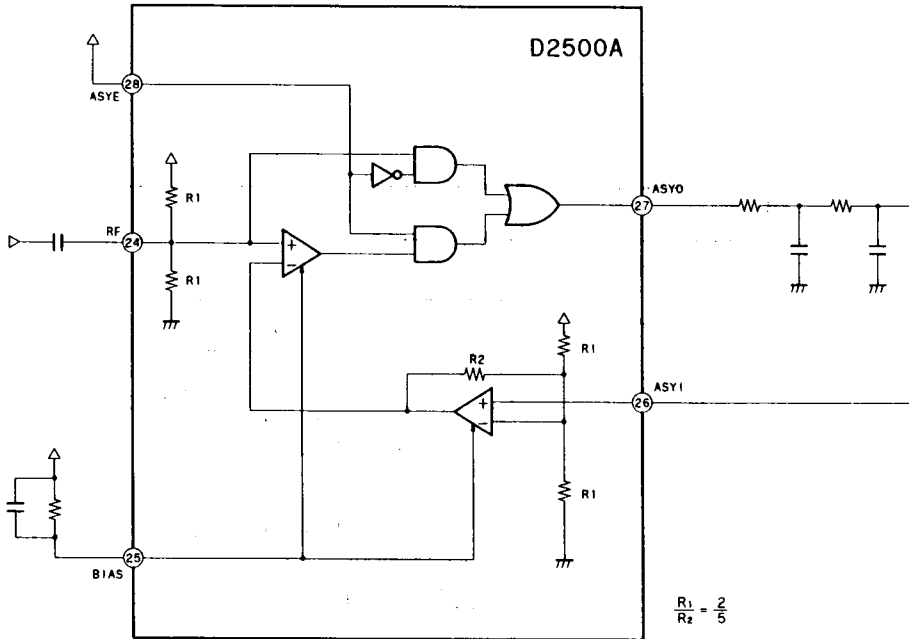 D2500A
28
ASYE
R1
RF
24
R1
+
−
ASYO
27
R1
R2
ASYI
26
+
−
R1
25
BIAS
R1/R2 = 2/5